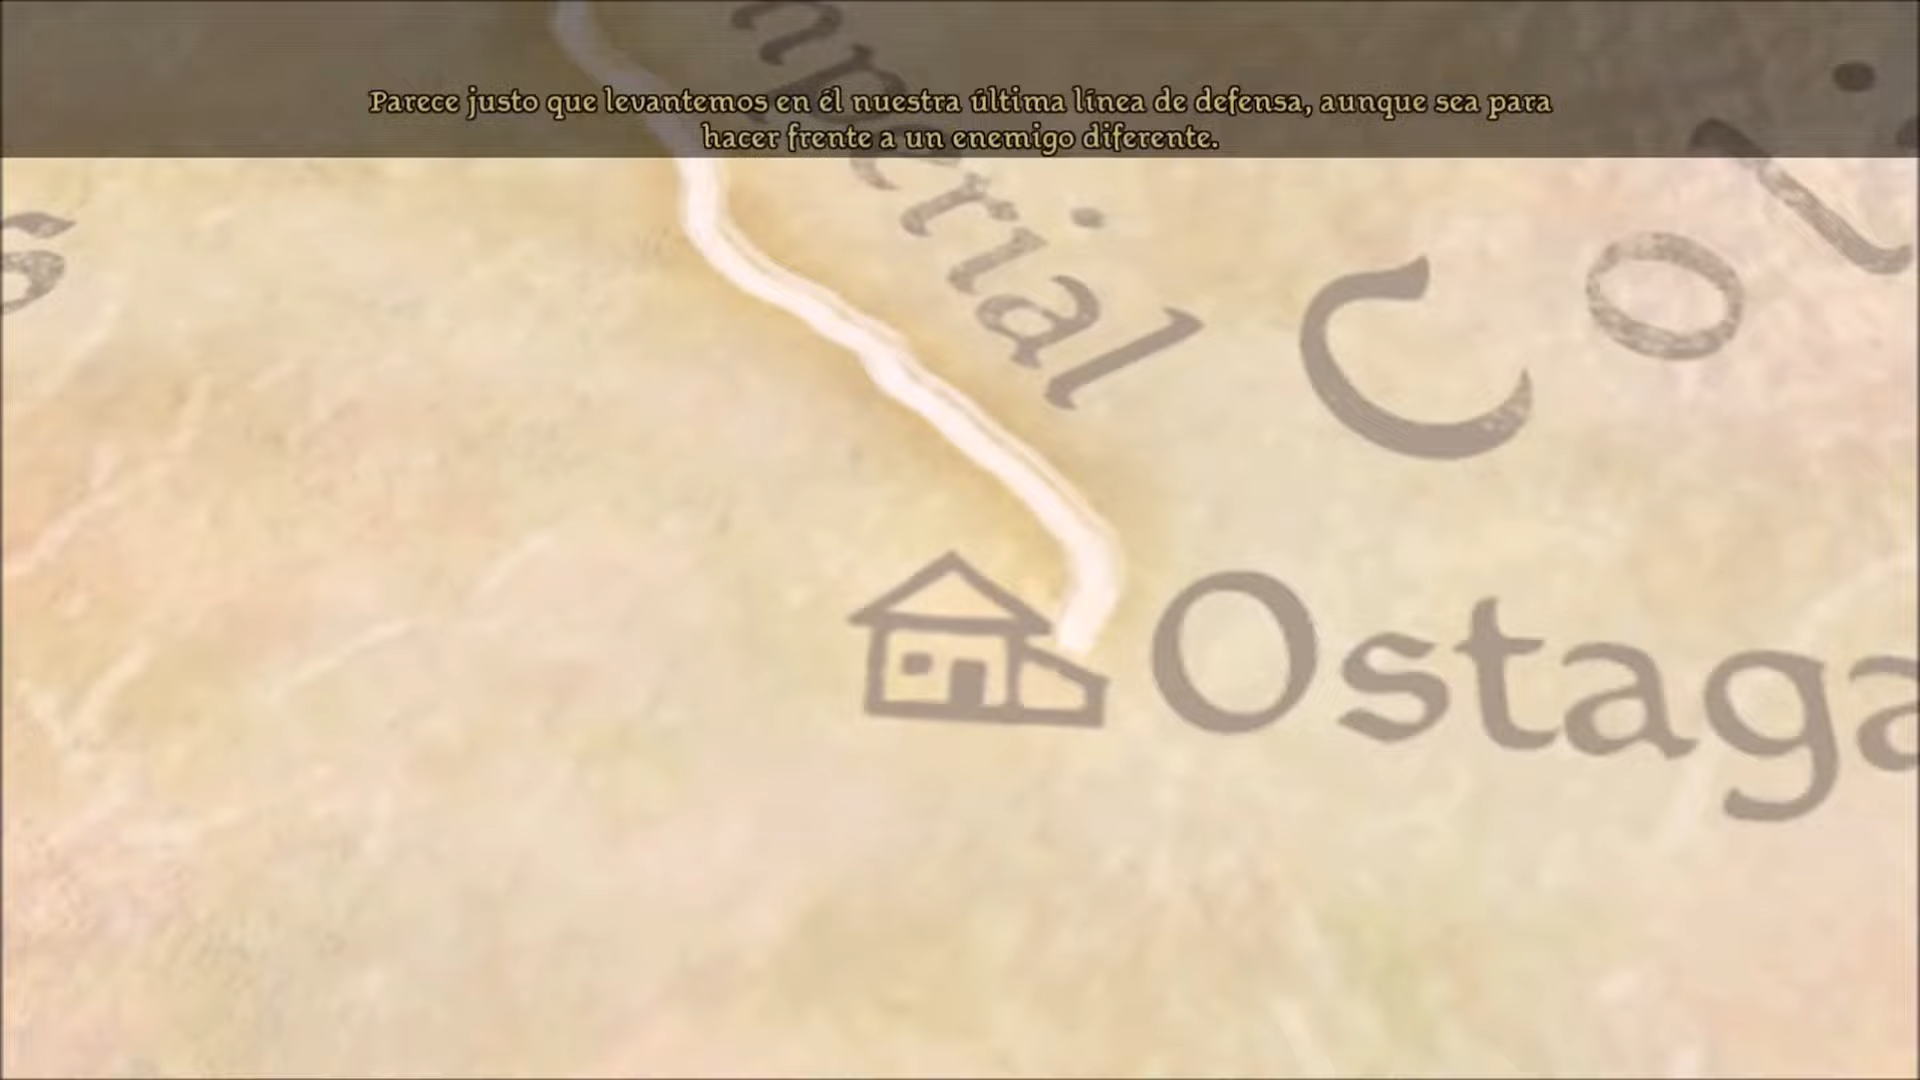 Parece justo que levantemos en él nuestra última línea de defensa, aunque sea para
hacer frente a un enemigo diferente.
perial
Ostaga